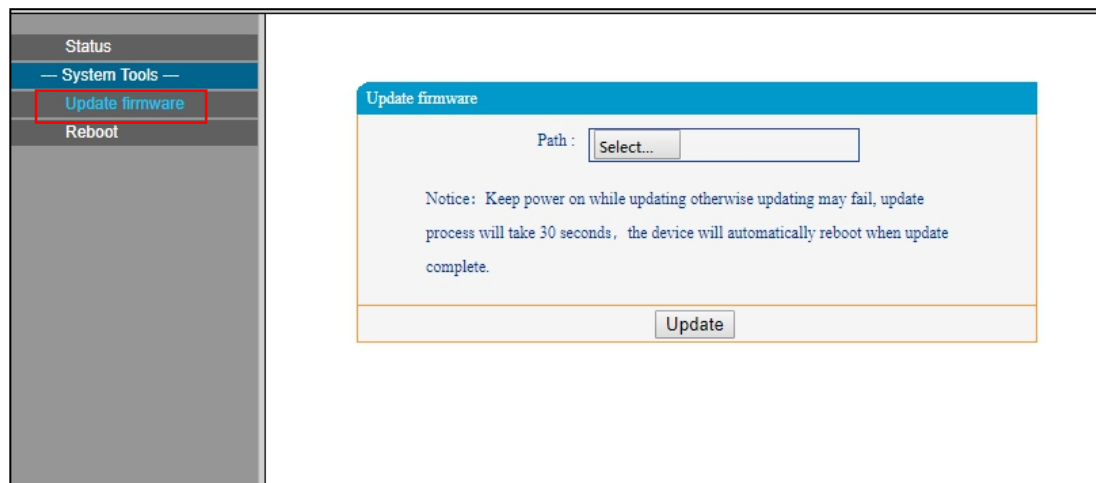 Status
— System Tools —
Update firmware
Reboot
Update firmware
Path :
Select...
Notice：Keep power on while updating otherwise updating may fail, update
process will take 30 seconds，the device will automatically reboot when update
complete.
Update